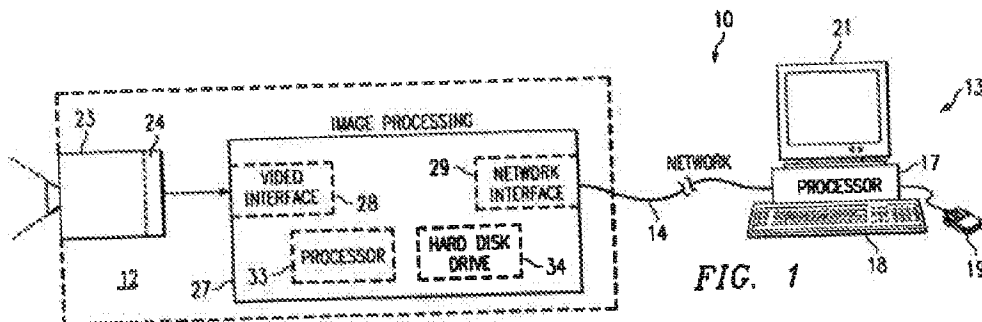 10
21
13
23
24
IMAGE PROCESSING
29
NETWORK
17
VIDEO INTERFACE
28
NETWORK INTERFACE
PROCESSOR
14
12
33
PROCESSOR
HARD DISK DRIVE
34
27
18
19
FIG. 1